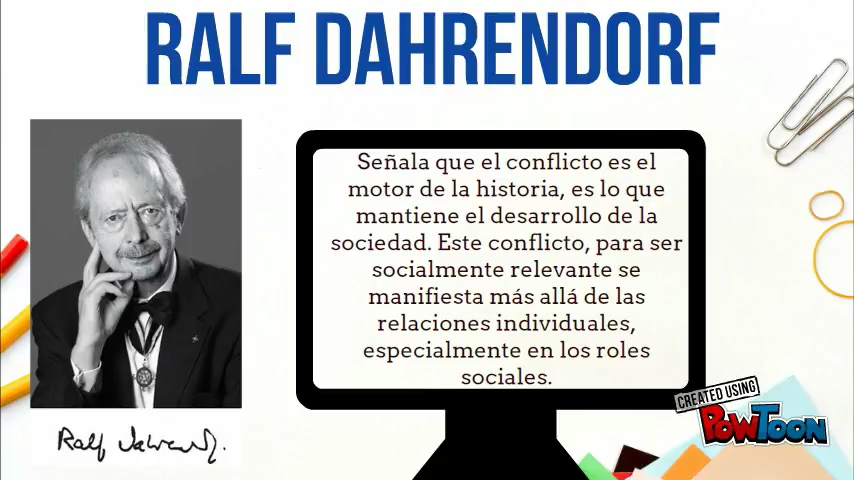 RALF DAHRENDORF
Señala que el conflicto es el
motor de la historia, es lo que
mantiene el desarrollo de la
sociedad. Este conflicto, para ser
socialmente relevante se
manifiesta más allá de las
relaciones individuales,
especialmente en los roles
sociales.
Ralf Dahrendorf.
CREATED USING
POWTOON